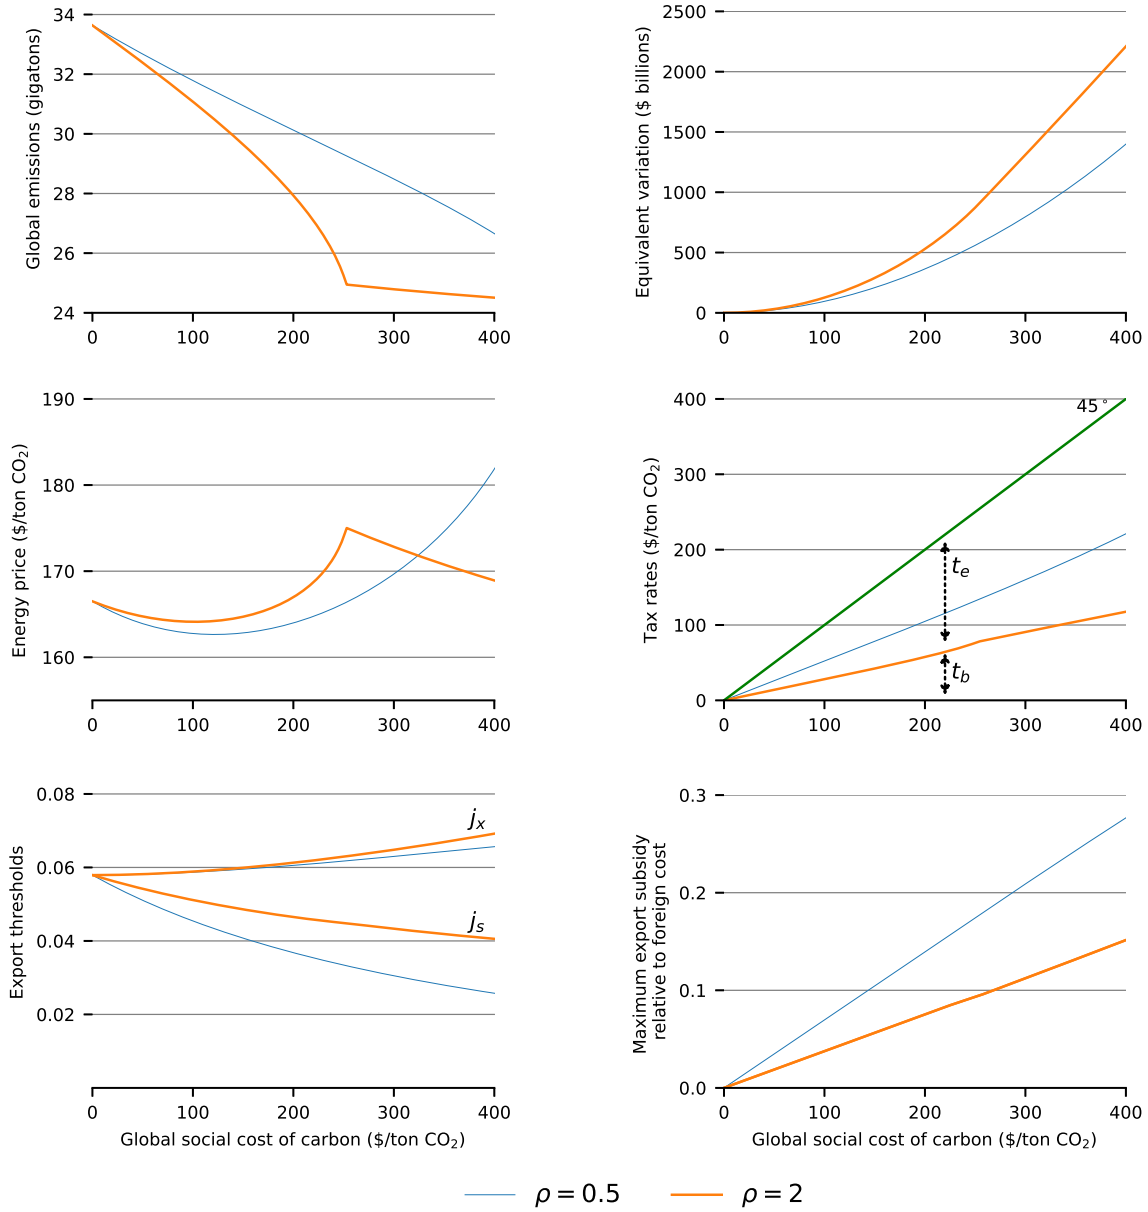 Global emissions (gigatons)
34
32
30
28
26
24
0 100 200 300 400
Equivalent variation ($ billions)
2500
2000
1500
1000
500
0
0 100 200 300 400
Energy price ($/ton CO₂)
190
180
170
160
0 100 200 300 400
Tax rates ($/ton CO₂)
400
300
200
100
0
45°
tₑ
t_b
0 100 200 300 400
Export thresholds
0.08
0.06
0.04
0.02
jₓ
jₛ
0 100 200 300 400
Global social cost of carbon ($/ton CO₂)
Maximum export subsidy
relative to foreign cost
0.3
0.2
0.1
0.0
0 100 200 300 400
Global social cost of carbon ($/ton CO₂)
ρ = 0.5 ρ = 2